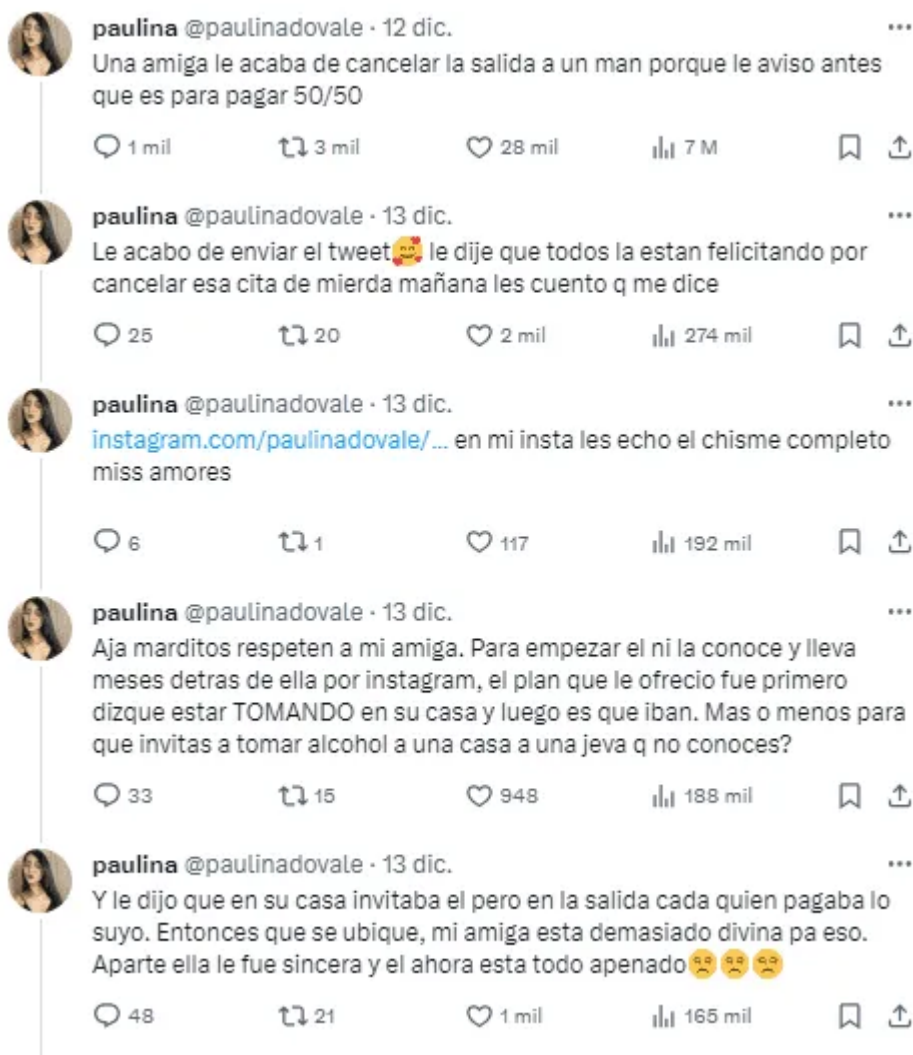 paulina @paulinadovale · 12 dic.
Una amiga le acaba de cancelar la salida a un man porque le aviso antes
que es para pagar 50/50
1 mil 3 mil 28 mil 7 M
paulina @paulinadovale · 13 dic.
Le acabo de enviar el tweet🥰 le dije que todos la estan felicitando por
cancelar esa cita de mierda mañana les cuento q me dice
25 20 2 mil 274 mil
paulina @paulinadovale · 13 dic.
instagram.com/paulinadovale/... en mi insta les echo el chisme completo
miss amores
6 1 117 192 mil
paulina @paulinadovale · 13 dic.
Aja marditos respeten a mi amiga. Para empezar el ni la conoce y lleva
meses detras de ella por instagram, el plan que le ofrecio fue primero
dizque estar TOMANDO en su casa y luego es que iban. Mas o menos para
que invitas a tomar alcohol a una casa a una jeva q no conoces?
33 15 948 188 mil
paulina @paulinadovale · 13 dic.
Y le dijo que en su casa invitaba el pero en la salida cada quien pagaba lo
suyo. Entonces que se ubique, mi amiga esta demasiado divina pa eso.
Aparte ella le fue sincera y el ahora esta todo apenado🙄🙄🙄
48 21 1 mil 165 mil